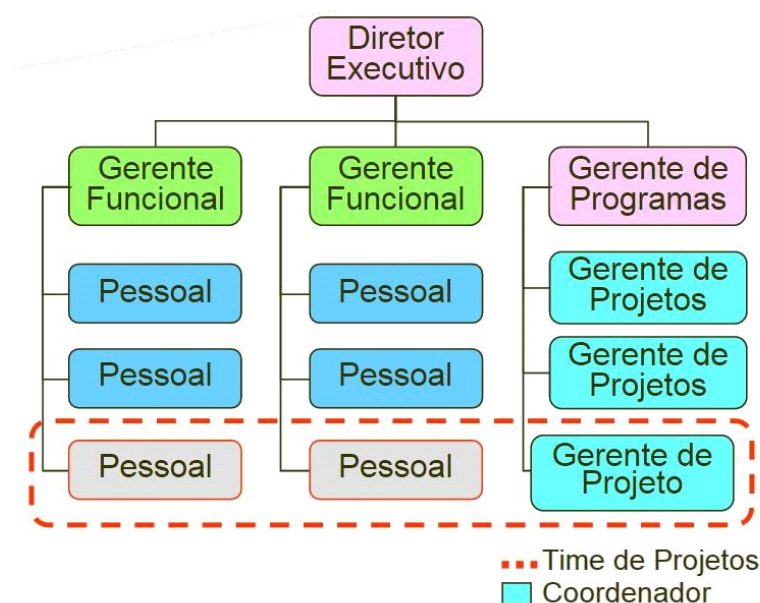 Diretor
Executivo
Gerente
Funcional
Gerente
Funcional
Gerente de
Programas
Pessoal
Pessoal
Gerente de
Projetos
Pessoal
Pessoal
Gerente de
Projetos
Pessoal
Pessoal
Gerente de
Projeto
Time de Projetos
Coordenador